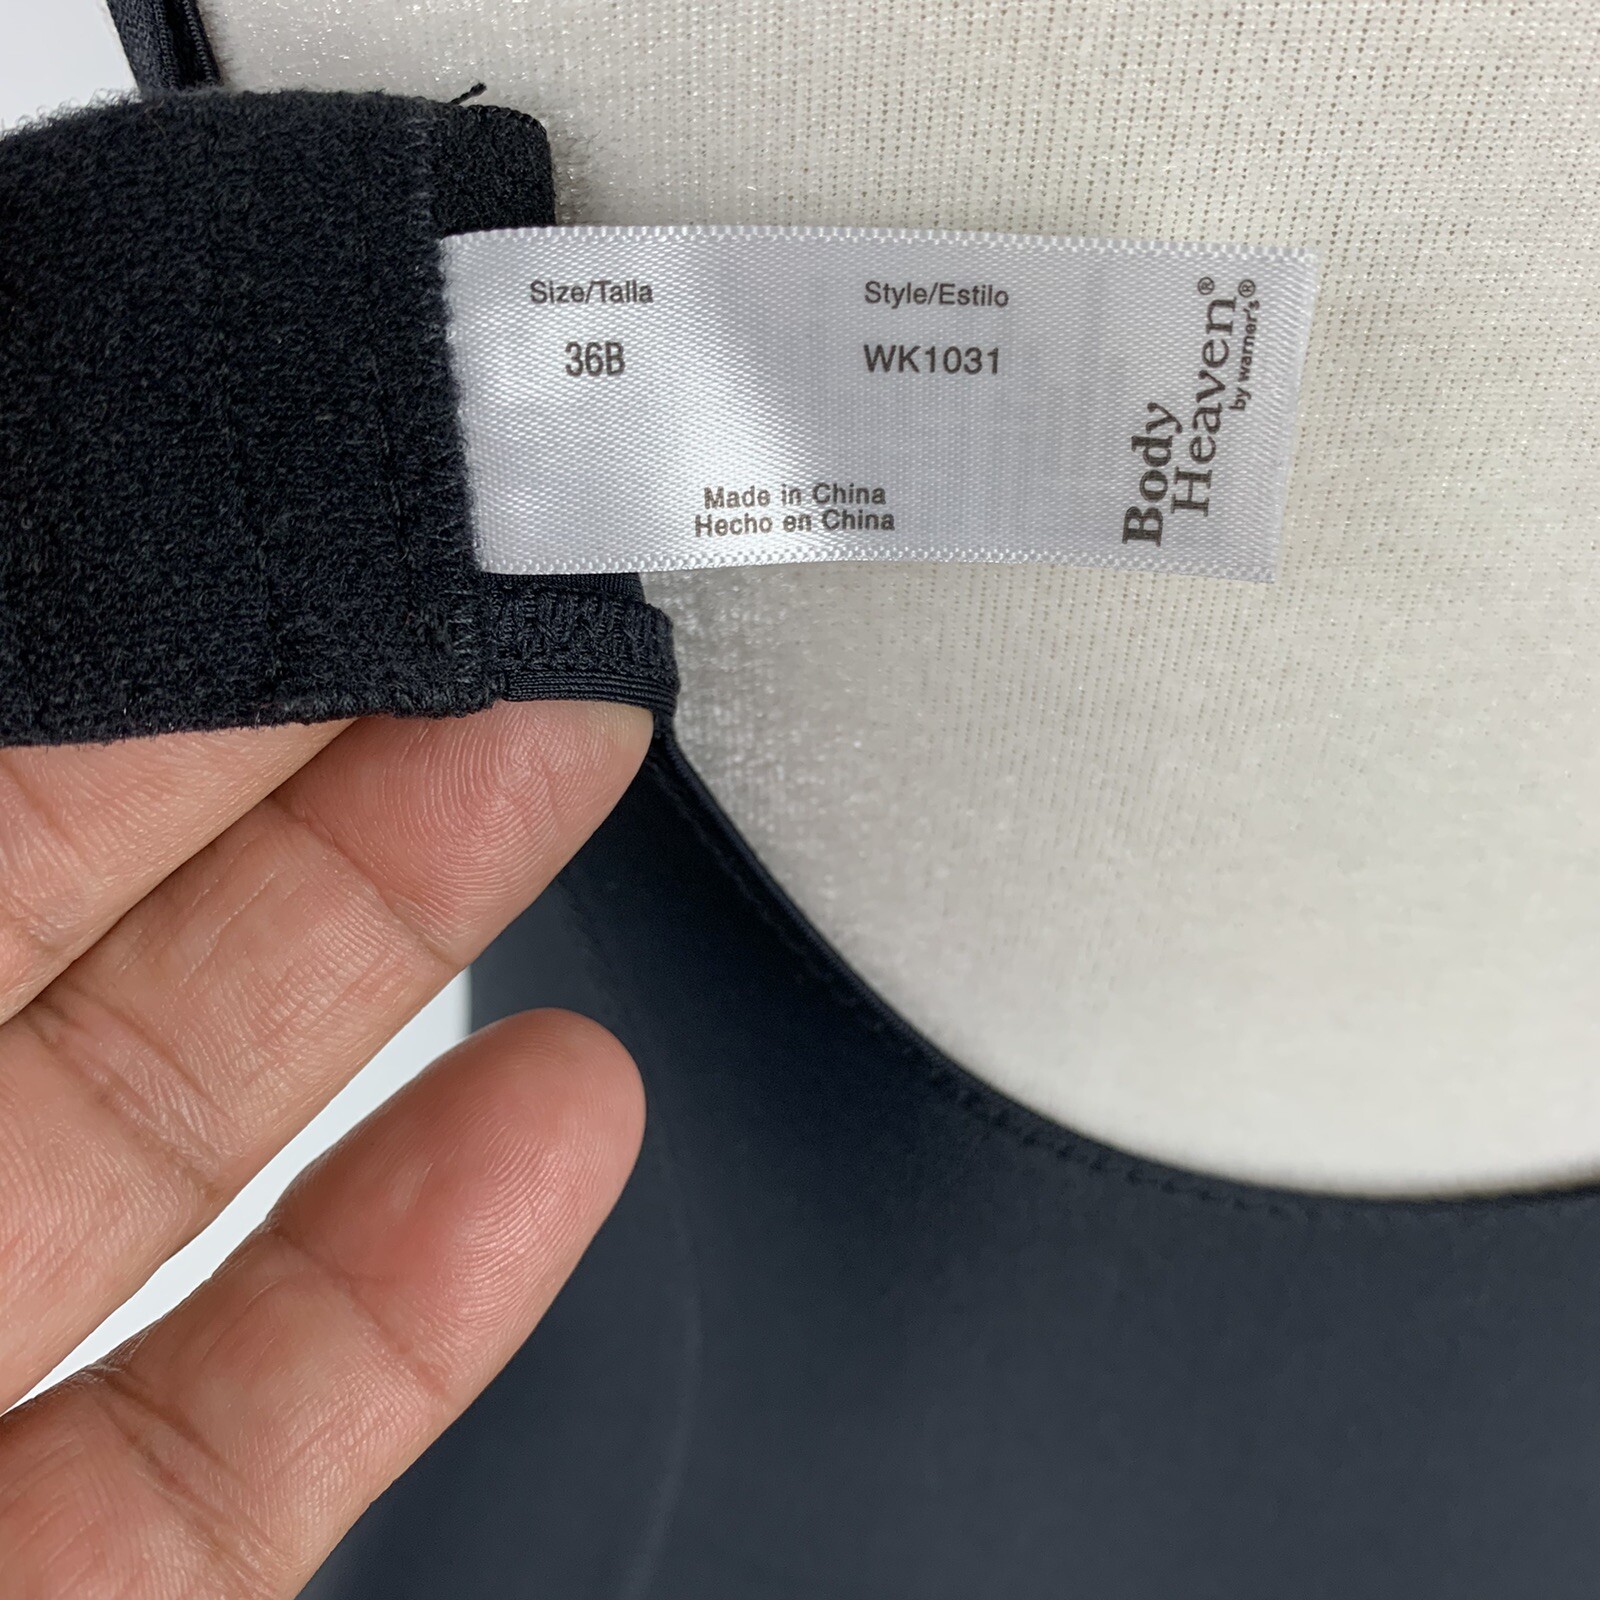 Size/Talla
36B
Style/Estilo
WK1031
Made in China
Hecho en China
Body
Heaven®
by warner's®